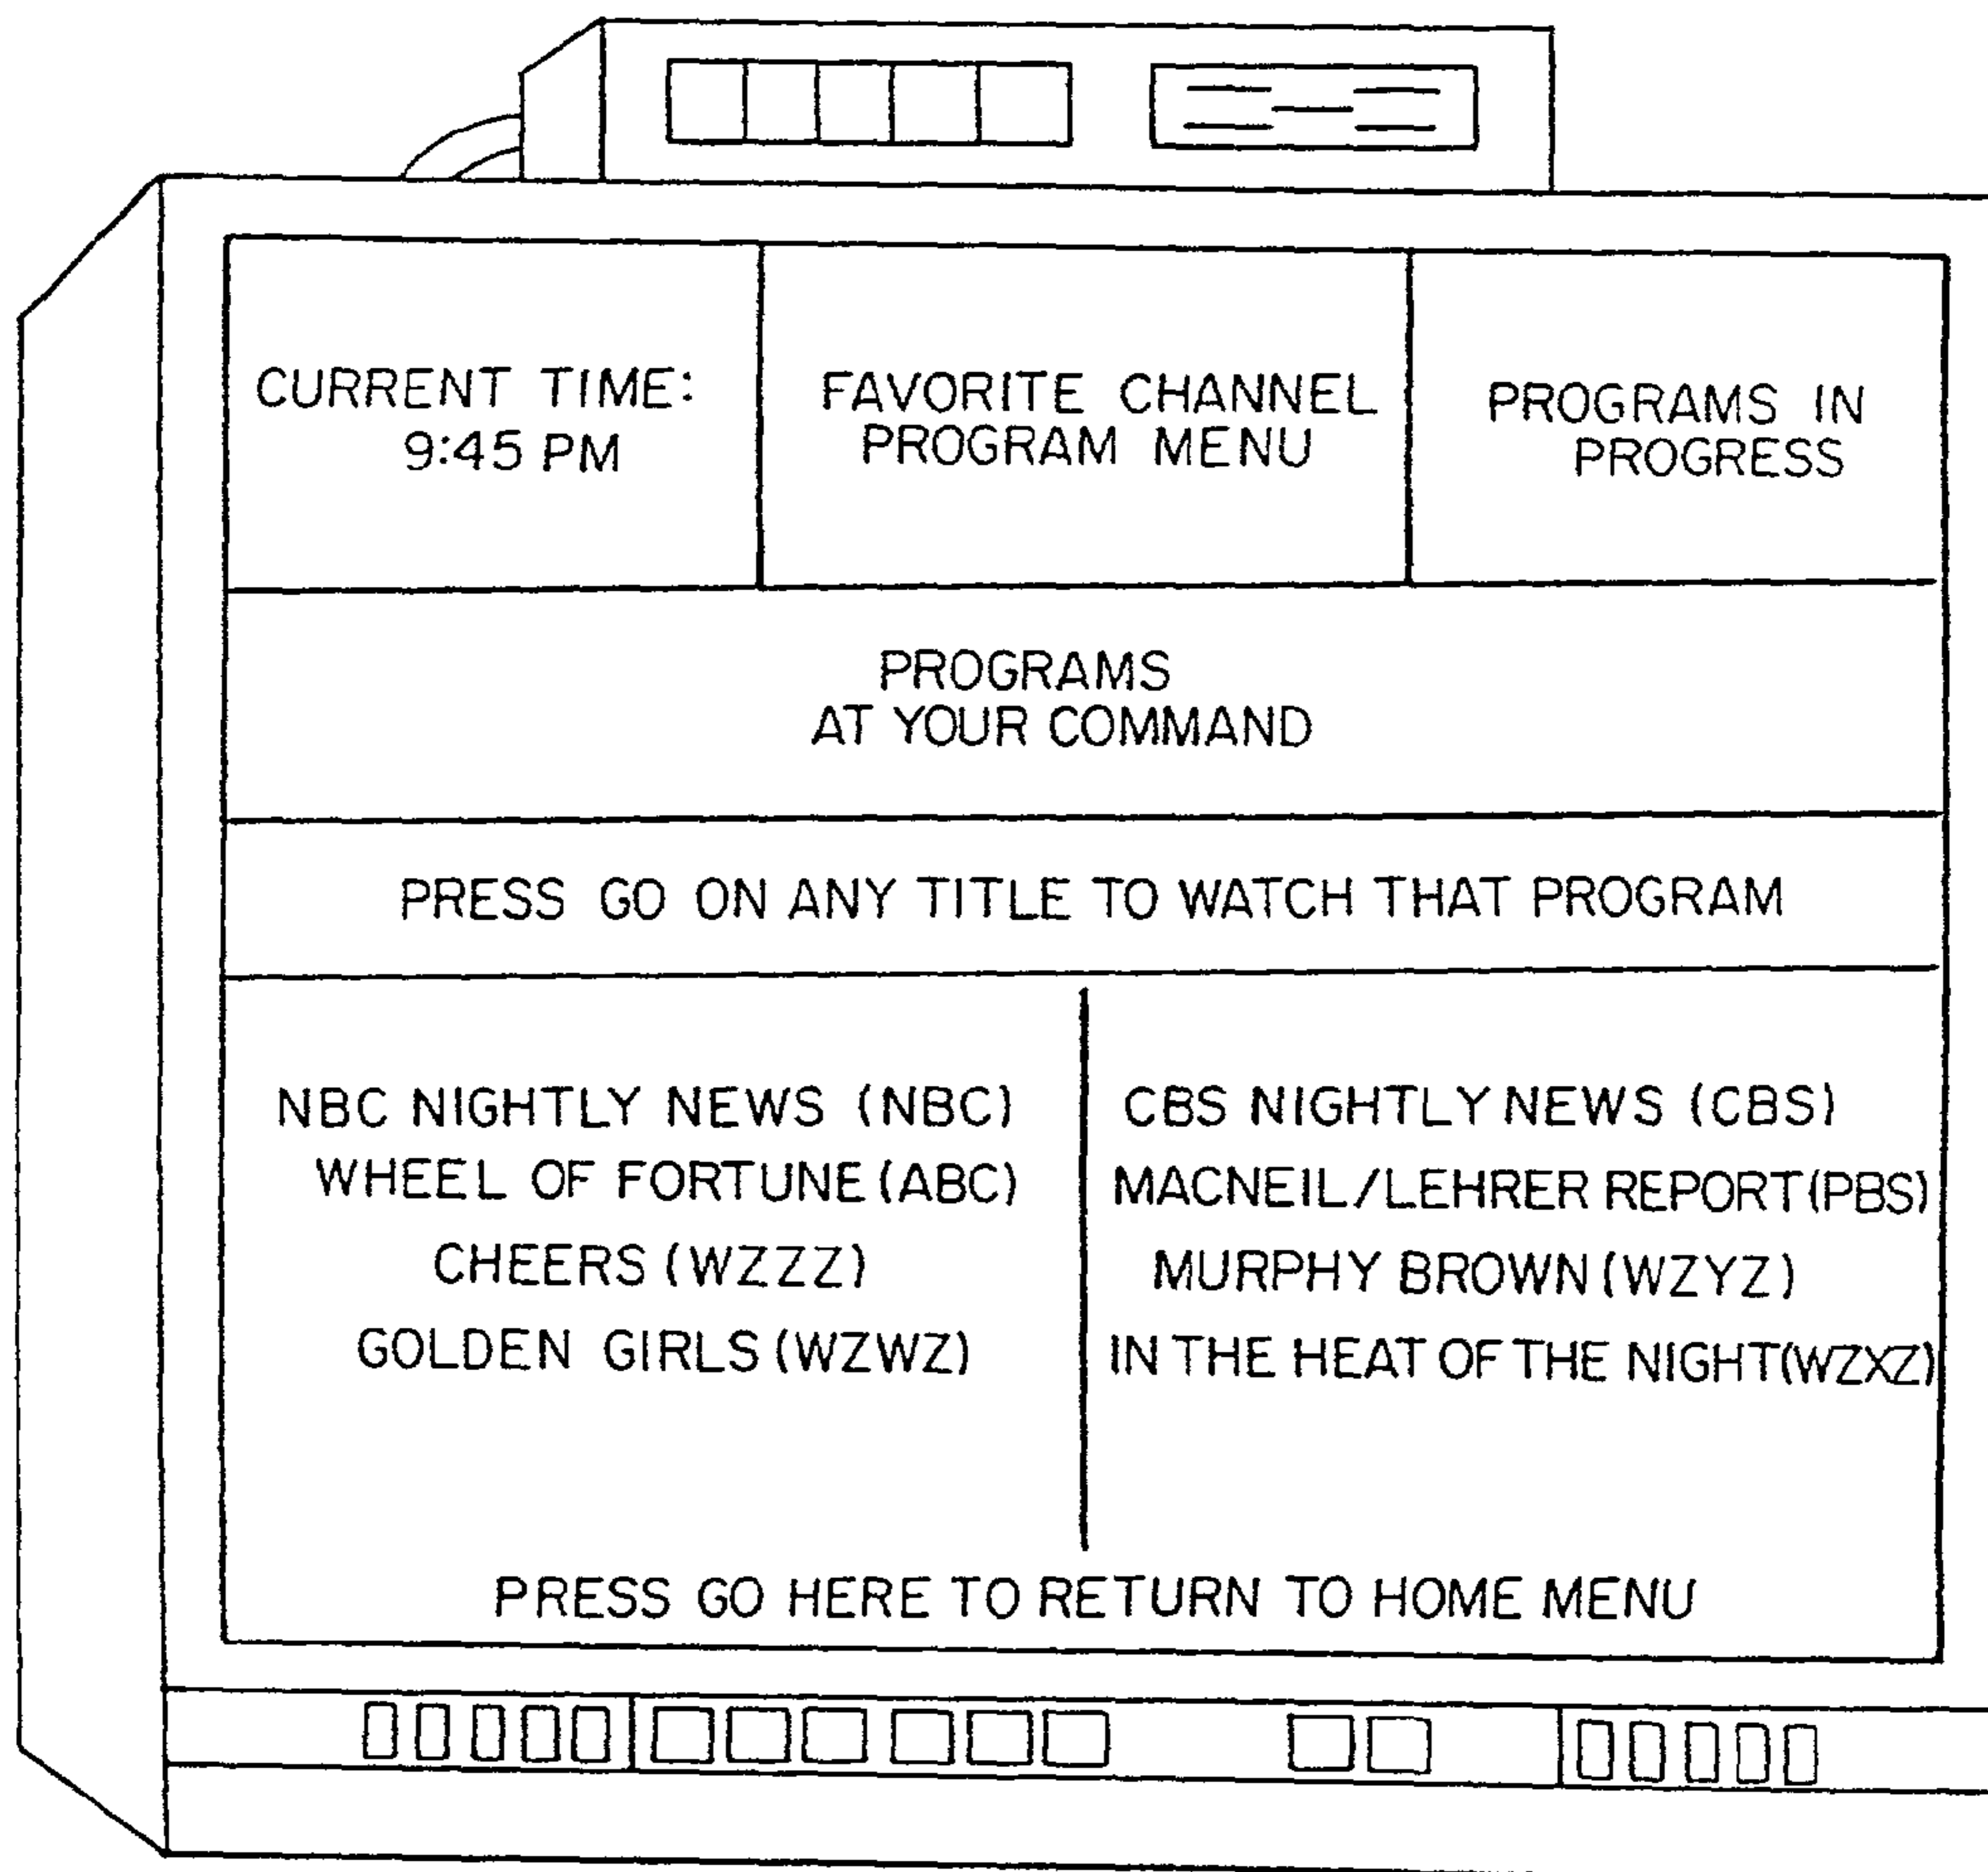 CURRENT TIME:
9:45 PM
FAVORITE CHANNEL
PROGRAM MENU
PROGRAMS IN
PROGRESS
PROGRAMS
AT YOUR COMMAND
PRESS GO ON ANY TITLE TO WATCH THAT PROGRAM
NBC NIGHTLY NEWS (NBC)
WHEEL OF FORTUNE (ABC)
CHEERS (WZZZ)
GOLDEN GIRLS (WZWZ)
CBS NIGHTLY NEWS (CBS)
MACNEIL/LEHRER REPORT (PBS)
MURPHY BROWN (WZYZ)
IN THE HEAT OF THE NIGHT (WZXZ)
PRESS GO HERE TO RETURN TO HOME MENU